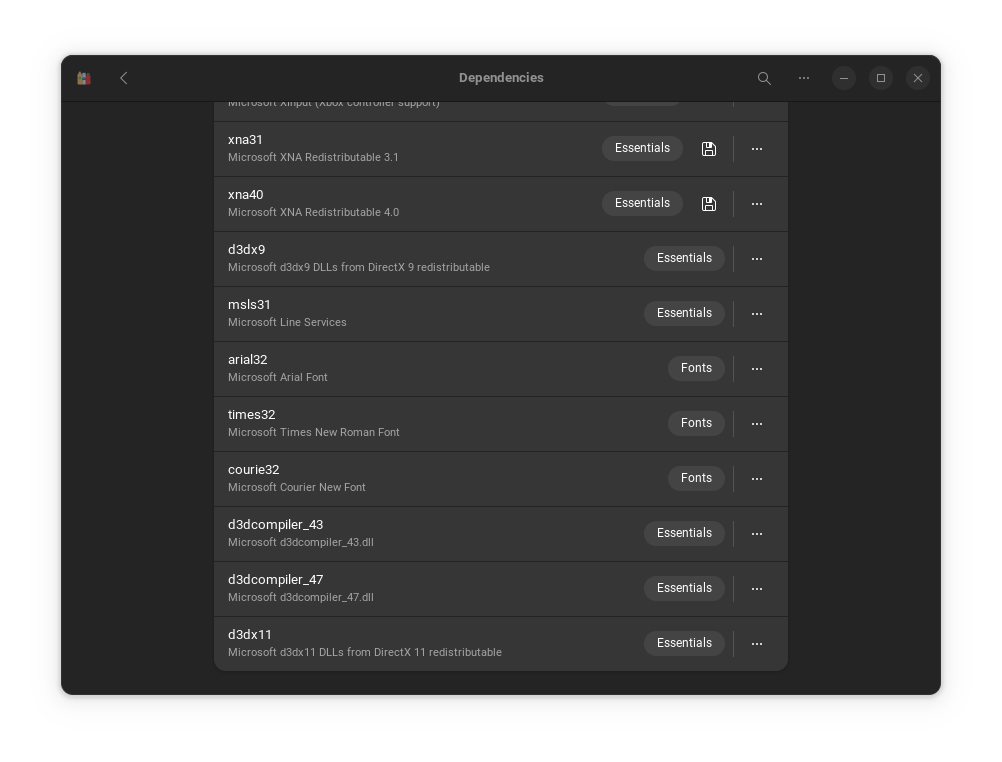 Dependencies
Microsoft Xinput (Xbox controller support)
xna31
Essentials
Microsoft XNA Redistributable 3.1
xna40
Essentials
Microsoft XNA Redistributable 4.0
d3dx9
Essentials
Microsoft d3dx9 DLLs from DirectX 9 redistributable
msls31
Essentials
Microsoft Line Services
arial32
Fonts
Microsoft Arial Font
times32
Fonts
Microsoft Times New Roman Font
courie32
Fonts
Microsoft Courier New Font
d3dcompiler_43
Essentials
Microsoft d3dcompiler_43.dll
d3dcompiler_47
Essentials
Microsoft d3dcompiler_47.dll
d3dx11
Essentials
Microsoft d3dx11 DLLs from DirectX 11 redistributable